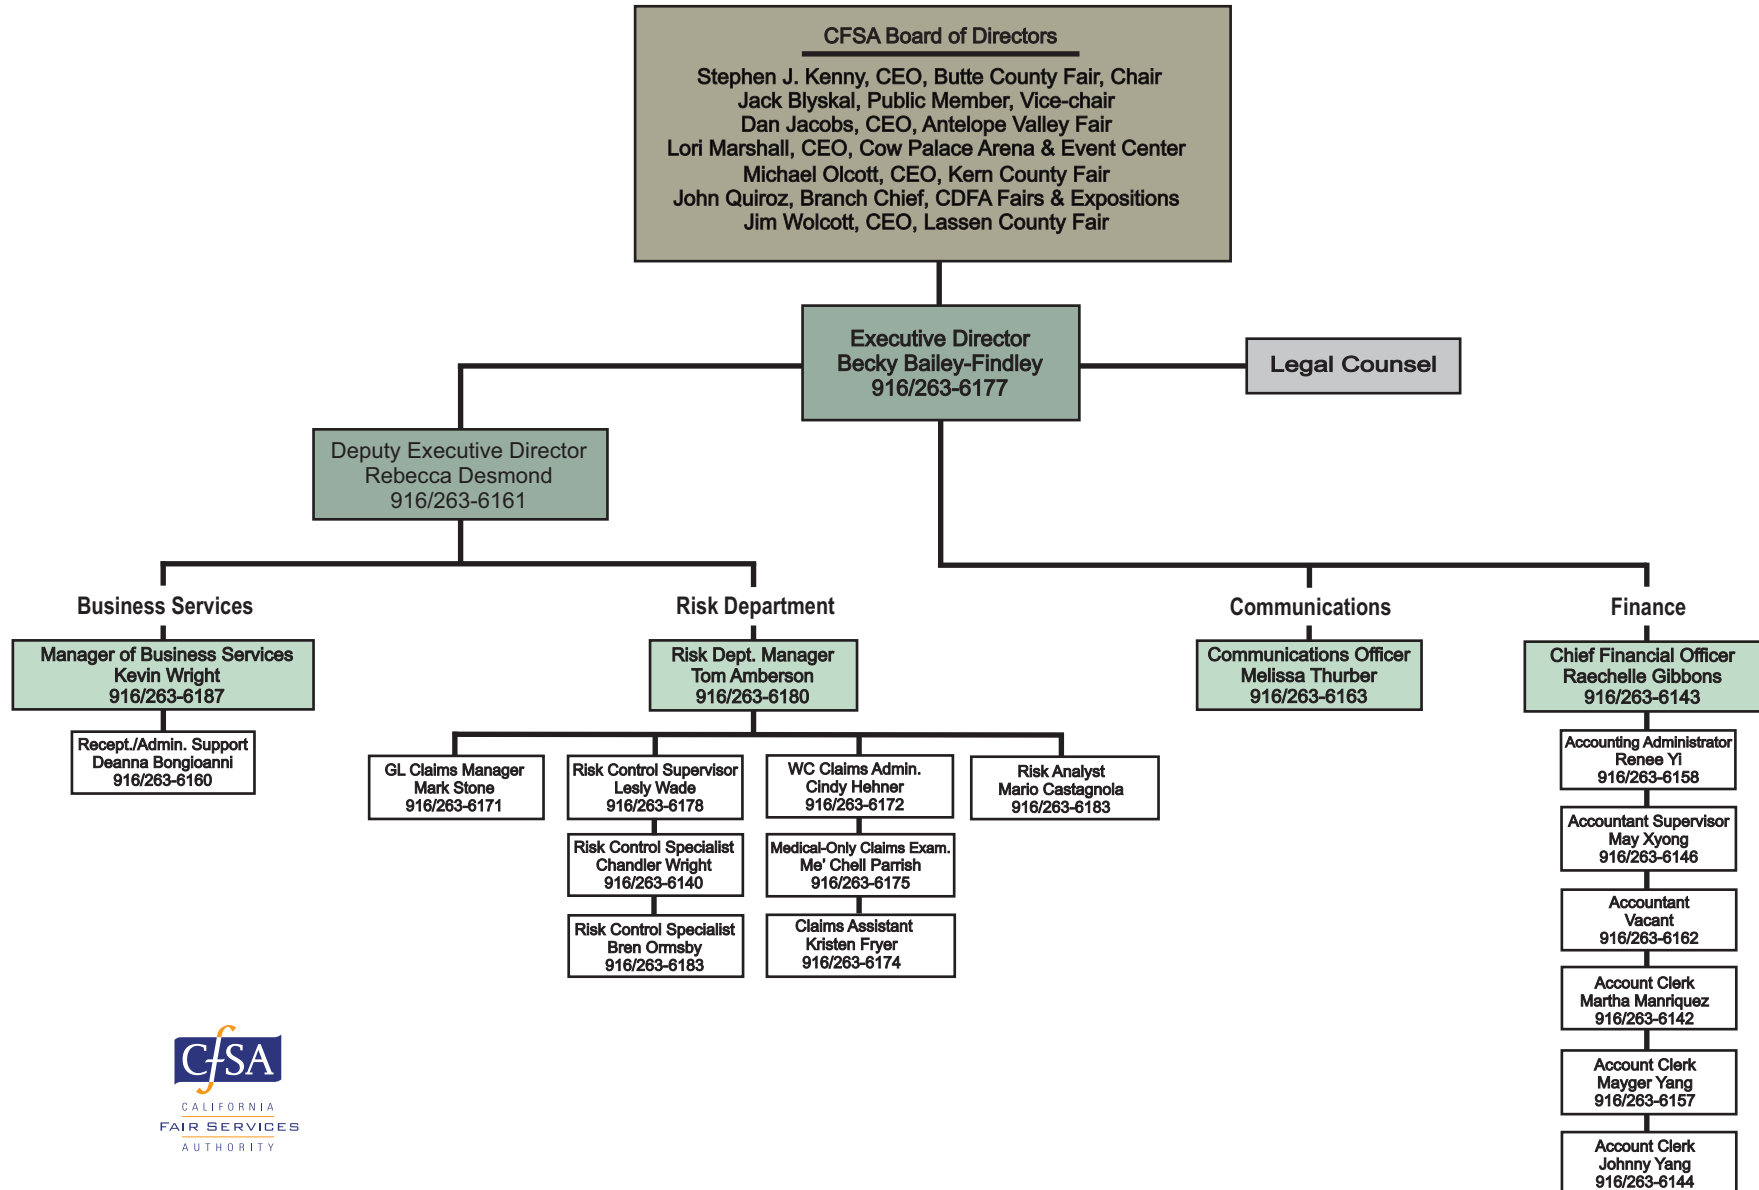 CFSA Board of Directors
Stephen J. Kenny, CEO, Butte County Fair, Chair
Jack Blyskal, Public Member, Vice-chair
Dan Jacobs, CEO, Antelope Valley Fair
Lori Marshall, CEO, Cow Palace Arena & Event Center
Michael Olcott, CEO, Kern County Fair
John Quiroz, Branch Chief, CDFA Fairs & Expositions
Jim Wolcott, CEO, Lassen County Fair
Executive Director
Becky Bailey-Findley
916/263-6177
Legal Counsel
Deputy Executive Director
Rebecca Desmond
916/263-6161
Business Services
Manager of Business Services
Kevin Wright
916/263-6187
Recept./Admin. Support
Deanna Bongioanni
916/263-6160
Risk Department
Risk Dept. Manager
Tom Amberson
916/263-6180
GL Claims Manager
Mark Stone
916/263-6171
Risk Control Supervisor
Lesly Wade
916/263-6178
Risk Control Specialist
Chandler Wright
916/263-6140
Risk Control Specialist
Bren Ormsby
916/263-6183
WC Claims Admin.
Cindy Hehner
916/263-6172
Medical-Only Claims Exam.
Me' Chell Parrish
916/263-6175
Claims Assistant
Kristen Fryer
916/263-6174
Risk Analyst
Mario Castagnola
916/263-6183
Communications
Communications Officer
Melissa Thurber
916/263-6163
Finance
Chief Financial Officer
Raechelle Gibbons
916/263-6143
Accounting Administrator
Renee Yi
916/263-6158
Accountant Supervisor
May Xyong
916/263-6146
Accountant
Vacant
916/263-6162
Account Clerk
Martha Manriquez
916/263-6142
Account Clerk
Mayger Yang
916/263-6157
Account Clerk
Johnny Yang
916/263-6144
CfSA
CALIFORNIA
FAIR SERVICES
AUTHORITY